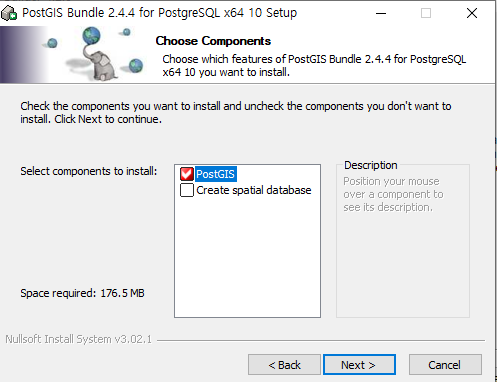 PostGIS Bundle 2.4.4 for PostgreSQL x64 10 Setup
Choose Components
Choose which features of PostGIS Bundle 2.4.4 for PostgreSQL
x64 10 you want to install.
Check the components you want to install and uncheck the components you don't want to
install. Click Next to continue.
Select components to install:
PostGIS
Create spatial database
Description
Position your mouse
over a component to
see its description.
Space required: 176.5 MB
Nullsoft Install System v3.02.1
< Back
Next >
Cancel